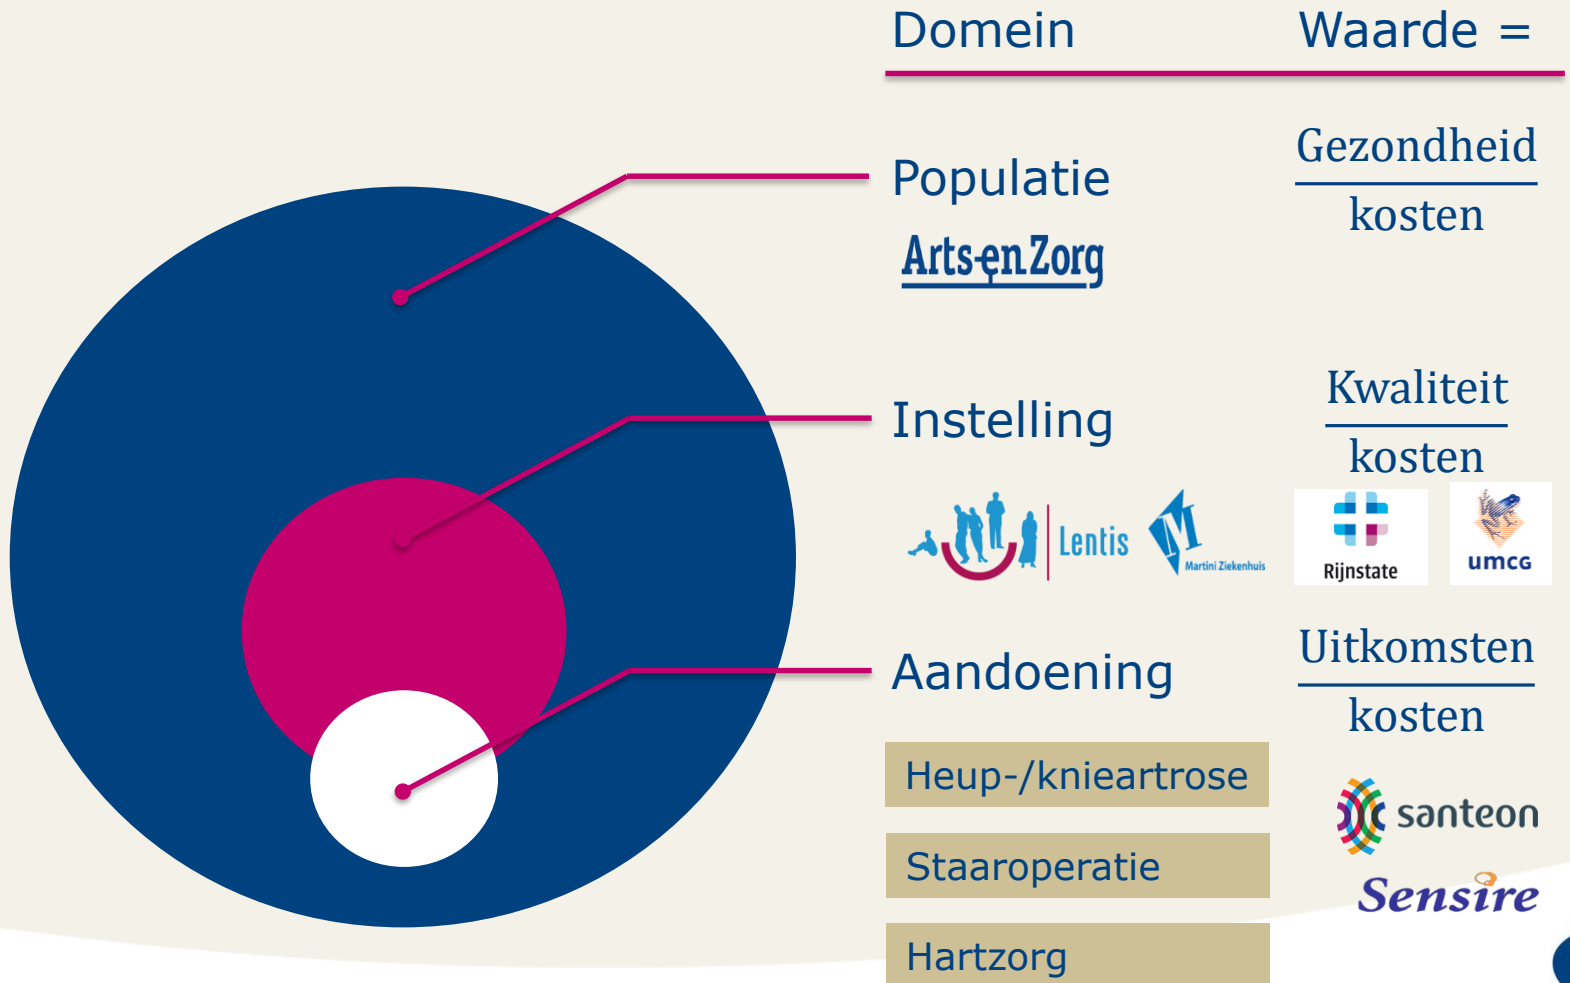 Domein
Waarde =
Populatie
Gezondheid
kosten
Arts-en Zorg
Instelling
Kwaliteit
kosten
Lentis
Martini Ziekenhuis
Rijnstate
umcg
Aandoening
Uitkomsten
kosten
Heup-/knieartrose
Staaroperatie
Hartzorg
santeon
Sensire